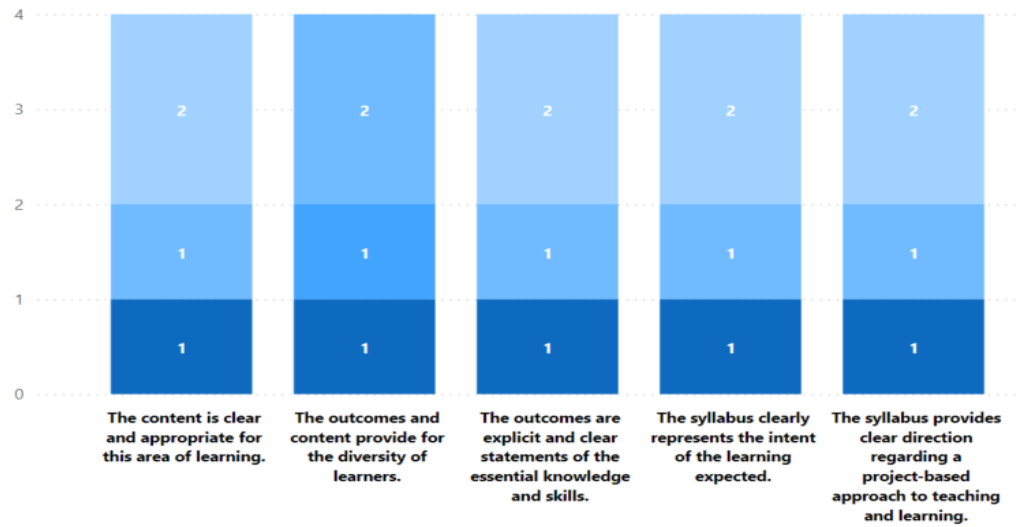 4
2 2 2 2 2
3
2
1 1 1 1 1
1
1 1 1 1 1
0
The content is clear
and appropriate for
this area of learning.
The outcomes and
content provide for
the diversity of
learners.
The outcomes are
explicit and clear
statements of the
essential knowledge
and skills.
The syllabus clearly
represents the intent
of the learning
expected.
The syllabus provides
clear direction
regarding a
project-based
approach to teaching
and learning.